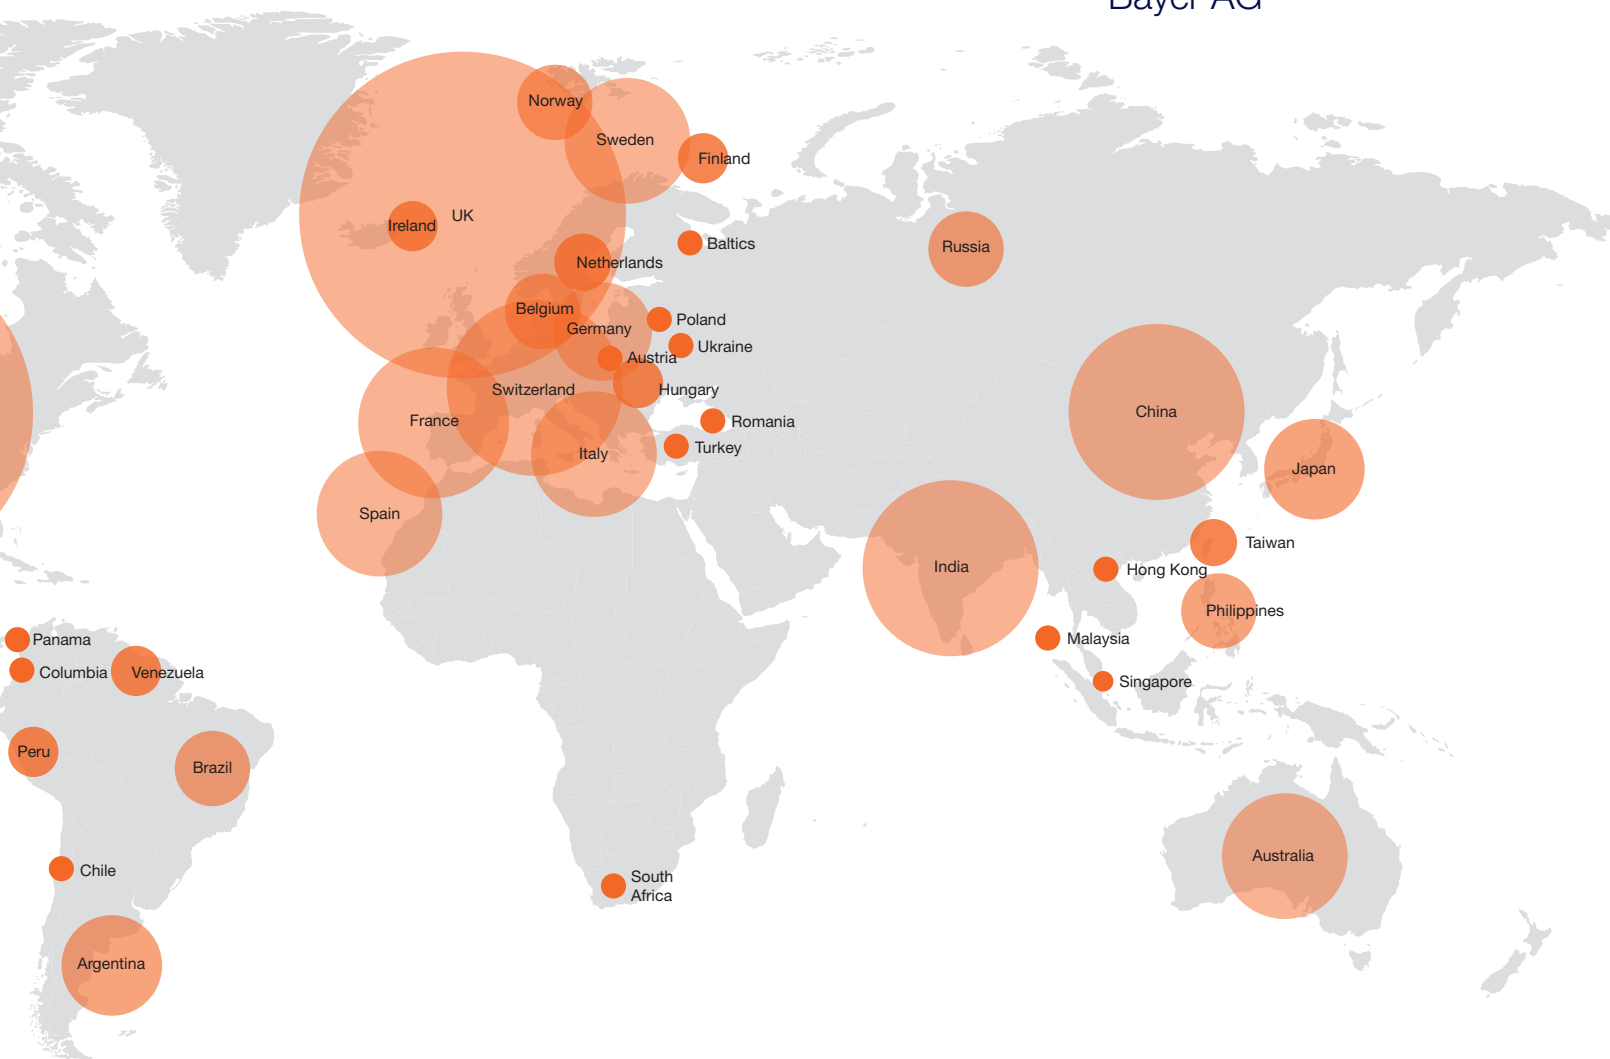 Bayer AG
Norway
Sweden
Finland
UK
Ireland
Baltics
Russia
Netherlands
Belgium
Poland
Germany
Ukraine
Austria
Switzerland
Hungary
China
France
Romania
Turkey
Italy
Japan
Spain
Taiwan
India
Hong Kong
Philippines
Panama
Malaysia
Columbia
Venezuela
Singapore
Peru
Brazil
Australia
Chile
South
Africa
Argentina